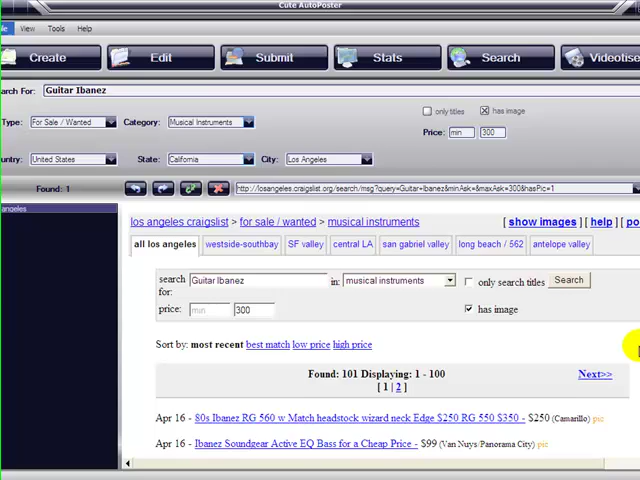 Cute AutoPoster
File View Tools Help
Create Edit Submit Stats Search Videotise
Search For: Guitar Ibanez
only titles has image
Type: For Sale / Wanted Category: Musical Instruments
Price: min 300
Country: United States State: California City: Los Angeles
Found: 1 http://losangeles.craigslist.org/search/msg?query=Guitar+Ibanez&minAsk=&maxAsk=300&hasPic=1
angeles
los angeles craigslist > for sale / wanted > musical instruments [ show images ] [ help ] [ po
all los angeles westside-southbay SF valley central LA san gabriel valley long beach / 562 antelope valley
search for: Guitar Ibanez in: musical instruments only search titles Search
price: min 300 has image
Sort by: most recent best match low price high price
Found: 101 Displaying: 1 - 100 Next>>
[ 1 | 2 ]
Apr 16 - 80s Ibanez RG 560 w Match headstock wizard neck Edge $250 RG 550 $350 - $250 (Camarillo) pic
Apr 16 - Ibanez Soundgear Active EQ Bass for a Cheap Price - $99 (Van Nuys/Panorama City) pic